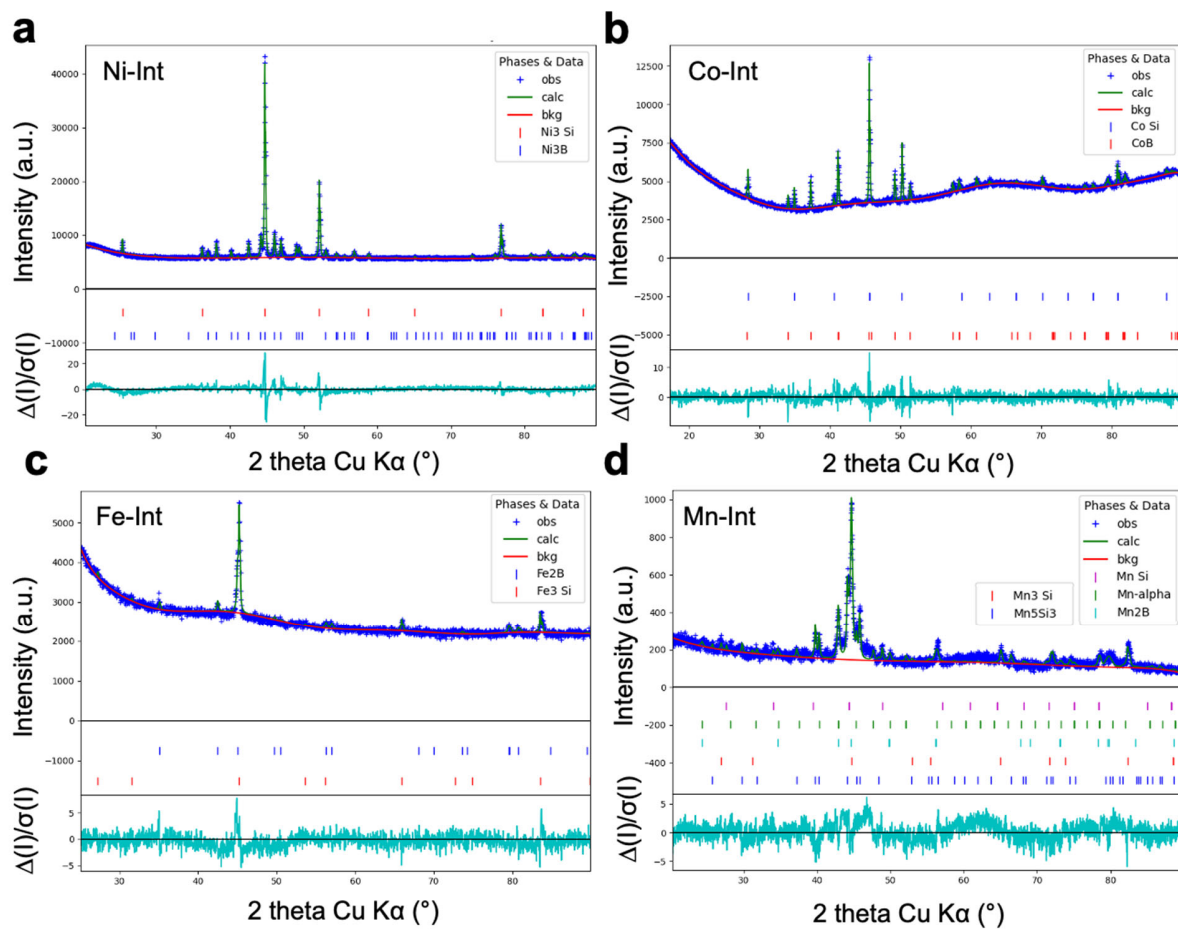 a
Ni-Int
Phases & Data
obs
calc
bkg
Ni3 Si
Ni3B
40000
30000
20000
10000
0
−10000
20
0
−20
30 40 50 60 70 80
Intensity (a.u.)
Δ(I)/σ(I)
2 theta Cu Kα (°)
b
Co-Int
Phases & Data
obs
calc
bkg
Co Si
CoB
12500
10000
7500
5000
2500
0
−2500
−5000
10
0
20 30 40 50 60 70 80
Intensity (a.u.)
Δ(I)/σ(I)
2 theta Cu Kα (°)
c
Fe-Int
Phases & Data
obs
calc
bkg
Fe2B
Fe3 Si
5000
4000
3000
2000
1000
0
−1000
5
0
−5
30 40 50 60 70 80
Intensity (a.u.)
Δ(I)/σ(I)
2 theta Cu Kα (°)
d
Mn-Int
Phases & Data
obs
calc
bkg
Mn Si
Mn-alpha
Mn2B
Mn3 Si
Mn5Si3
1000
800
600
400
200
0
−200
−400
5
0
−5
30 40 50 60 70 80
Intensity (a.u.)
Δ(I)/σ(I)
2 theta Cu Kα (°)